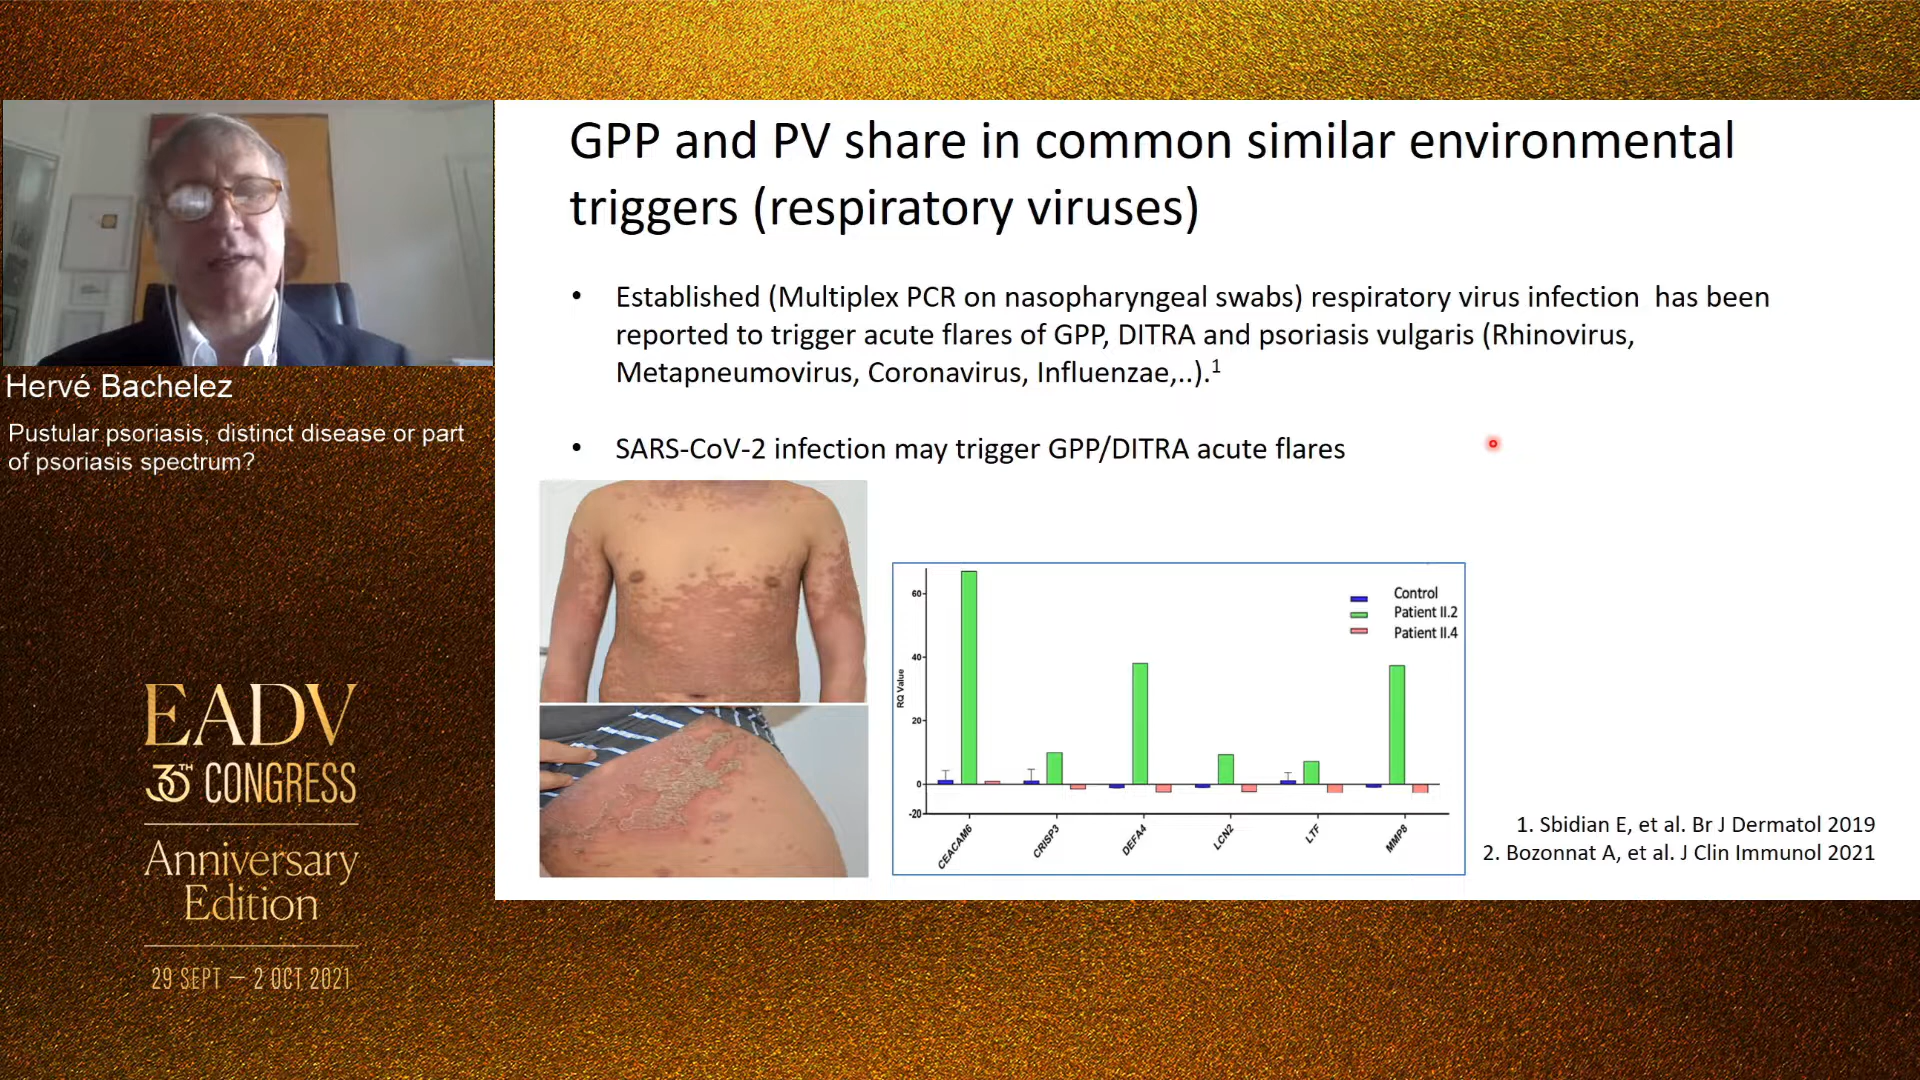 GPP and PV share in common similar environmental
triggers (respiratory viruses)
• Established (Multiplex PCR on nasopharyngeal swabs) respiratory virus infection has been
reported to trigger acute flares of GPP, DITRA and psoriasis vulgaris (Rhinovirus,
Metapneumovirus, Coronavirus, Influenzae,..).1
• SARS-CoV-2 infection may trigger GPP/DITRA acute flares
Hervé Bachelez
Pustular psoriasis, distinct disease or part
of psoriasis spectrum?
EADV
30TH CONGRESS
Anniversary
Edition
29 SEPT – 2 OCT 2021
Control
Patient II.2
Patient II.4
RQ Value
60
40
20
0
-20
CEACAM6
CRISP3
DEFA4
LCN2
LTF
MMP8
1. Sbidian E, et al. Br J Dermatol 2019
2. Bozonnat A, et al. J Clin Immunol 2021